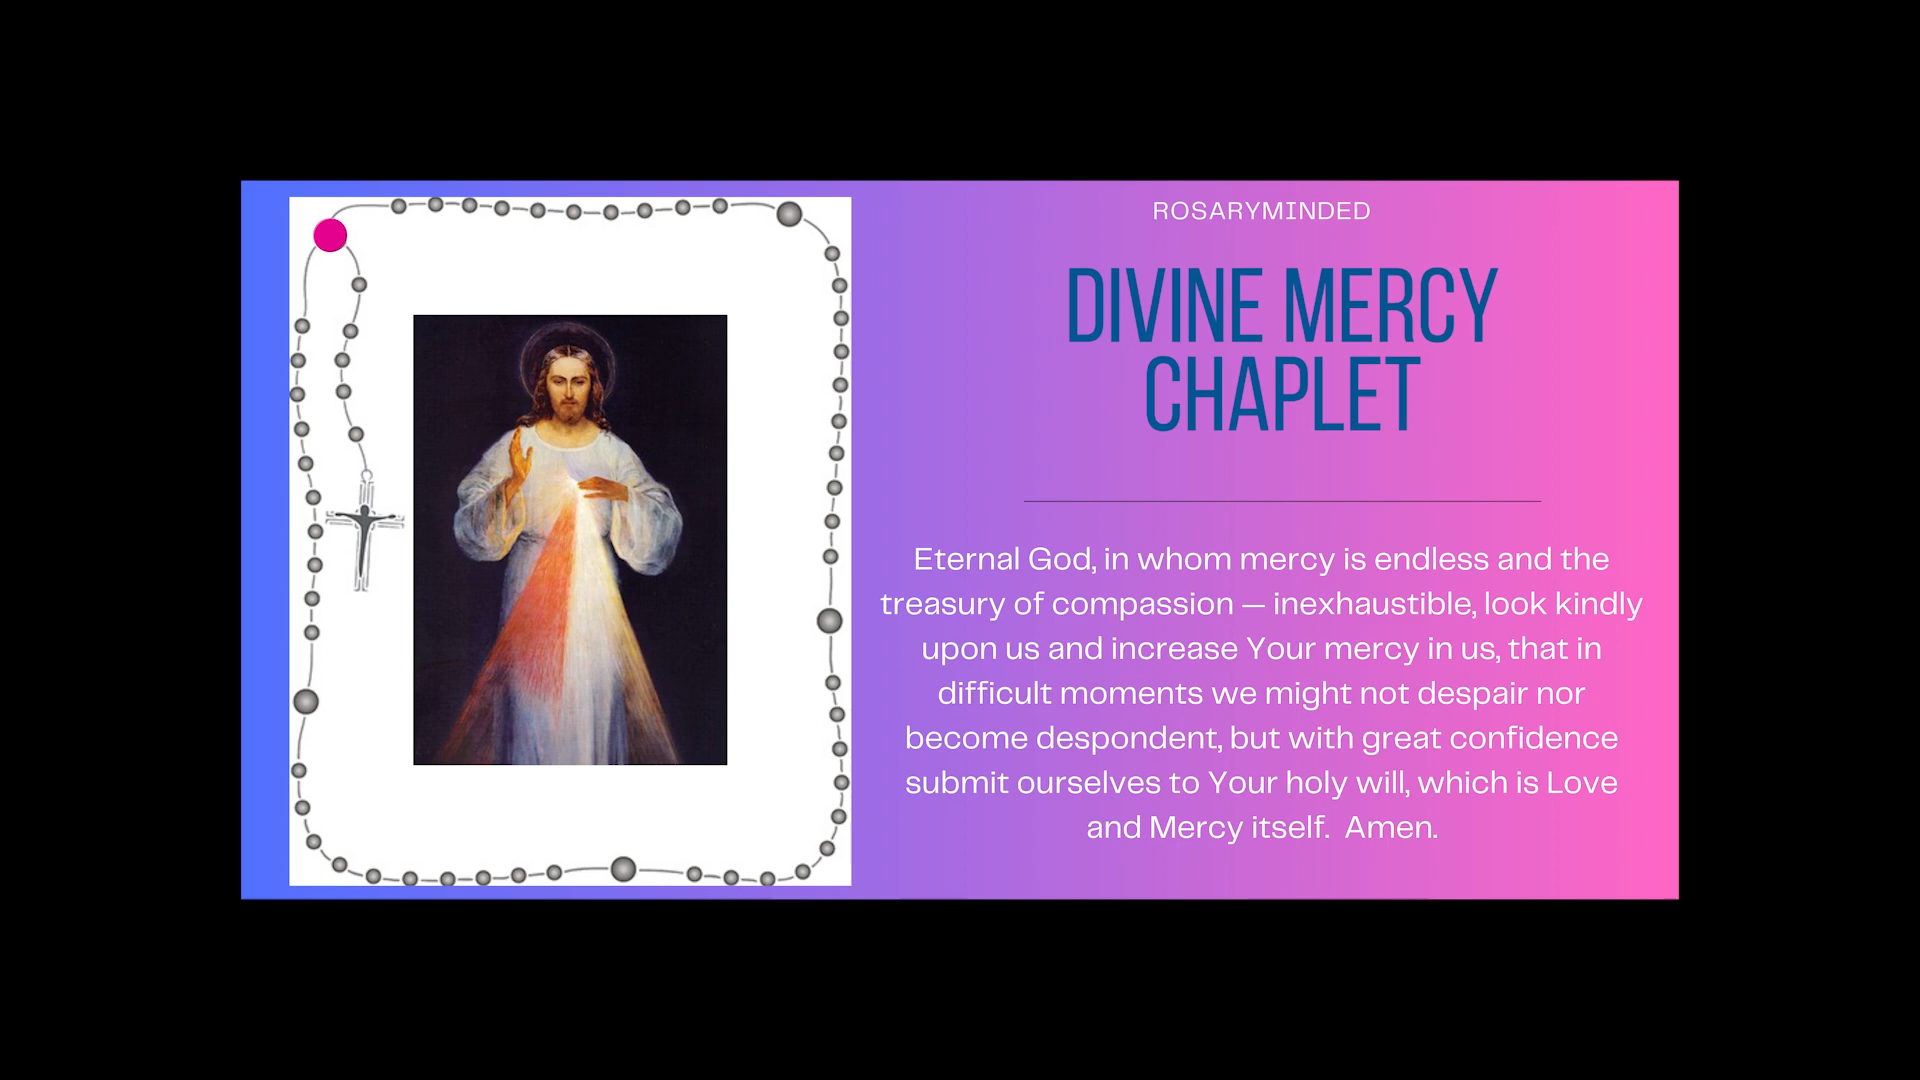 ROSARYMINDED
DIVINE MERCY
CHAPLET
Eternal God, in whom mercy is endless and the
treasury of compassion — inexhaustible, look kindly
upon us and increase Your mercy in us, that in
difficult moments we might not despair nor
become despondent, but with great confidence
submit ourselves to Your holy will, which is Love
and Mercy itself.  Amen.